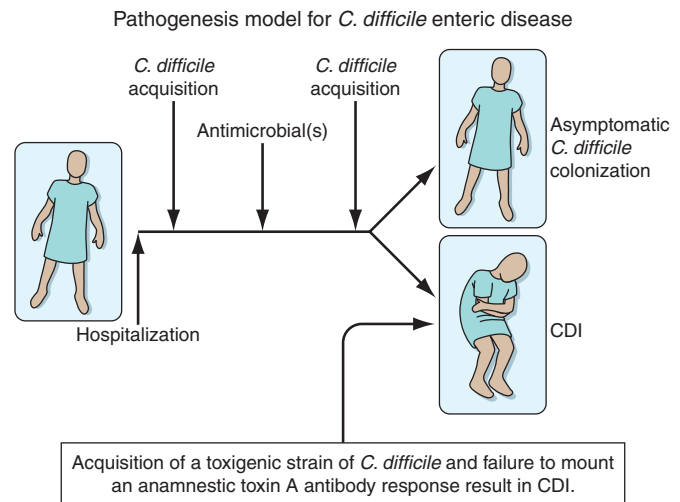 Pathogenesis model for C. difficile enteric disease
C. difficile
acquisition
Antimicrobial(s)
C. difficile
acquisition
Asymptomatic
C. difficile
colonization
Hospitalization
CDI
Acquisition of a toxigenic strain of C. difficile and failure to mount
an anamnestic toxin A antibody response result in CDI.